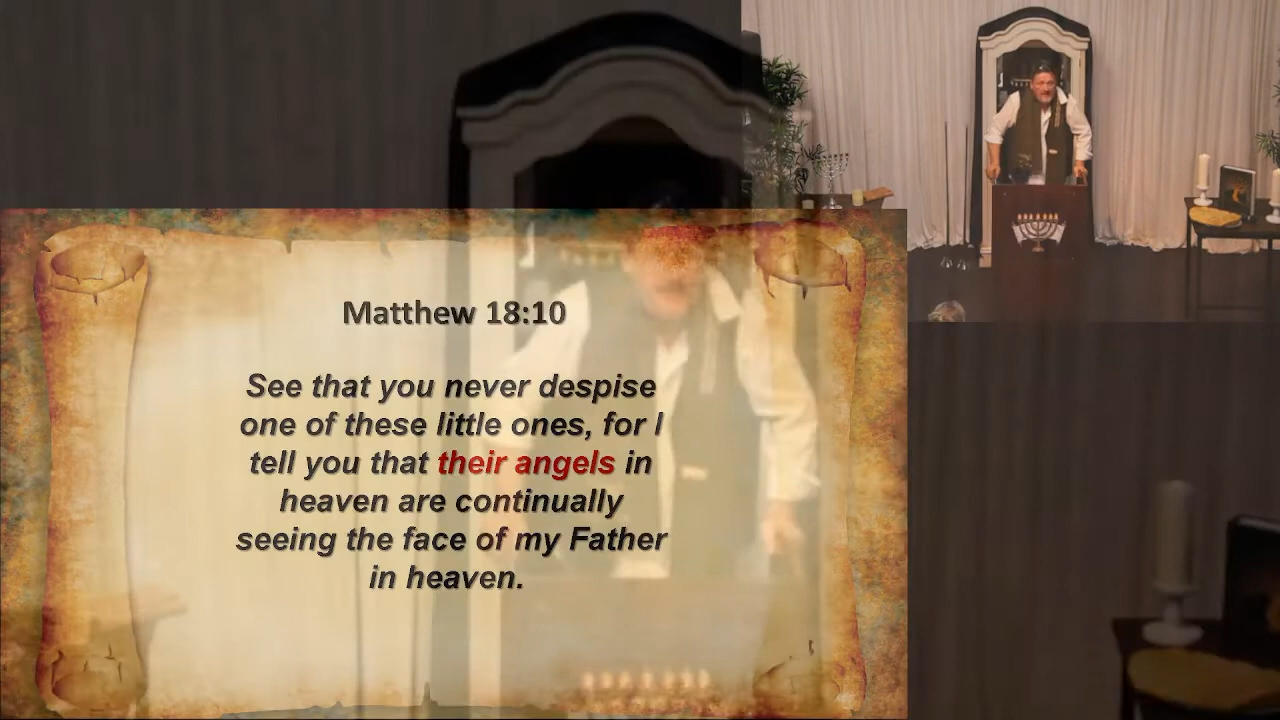 Matthew 18:10
See that you never despise
one of these little ones, for I
tell you that their angels in
heaven are continually
seeing the face of my Father
in heaven.